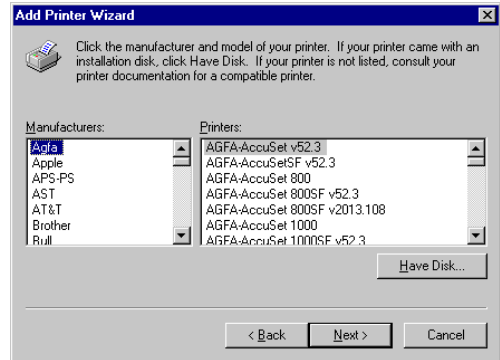 Add Printer Wizard
Click the manufacturer and model of your printer. If your printer came with an
installation disk, click Have Disk. If your printer is not listed, consult your
printer documentation for a compatible printer.
Manufacturers:
Agfa
Apple
APS-PS
AST
AT&T
Brother
Bull
Printers:
AGFA-AccuSet v52.3
AGFA-AccuSetSF v52.3
AGFA-AccuSet 800
AGFA-AccuSet 800SF v52.3
AGFA-AccuSet 800SF v2013.108
AGFA-AccuSet 1000
AGFA-AccuSet 1000SF v52.3
Have Disk...
< Back
Next >
Cancel